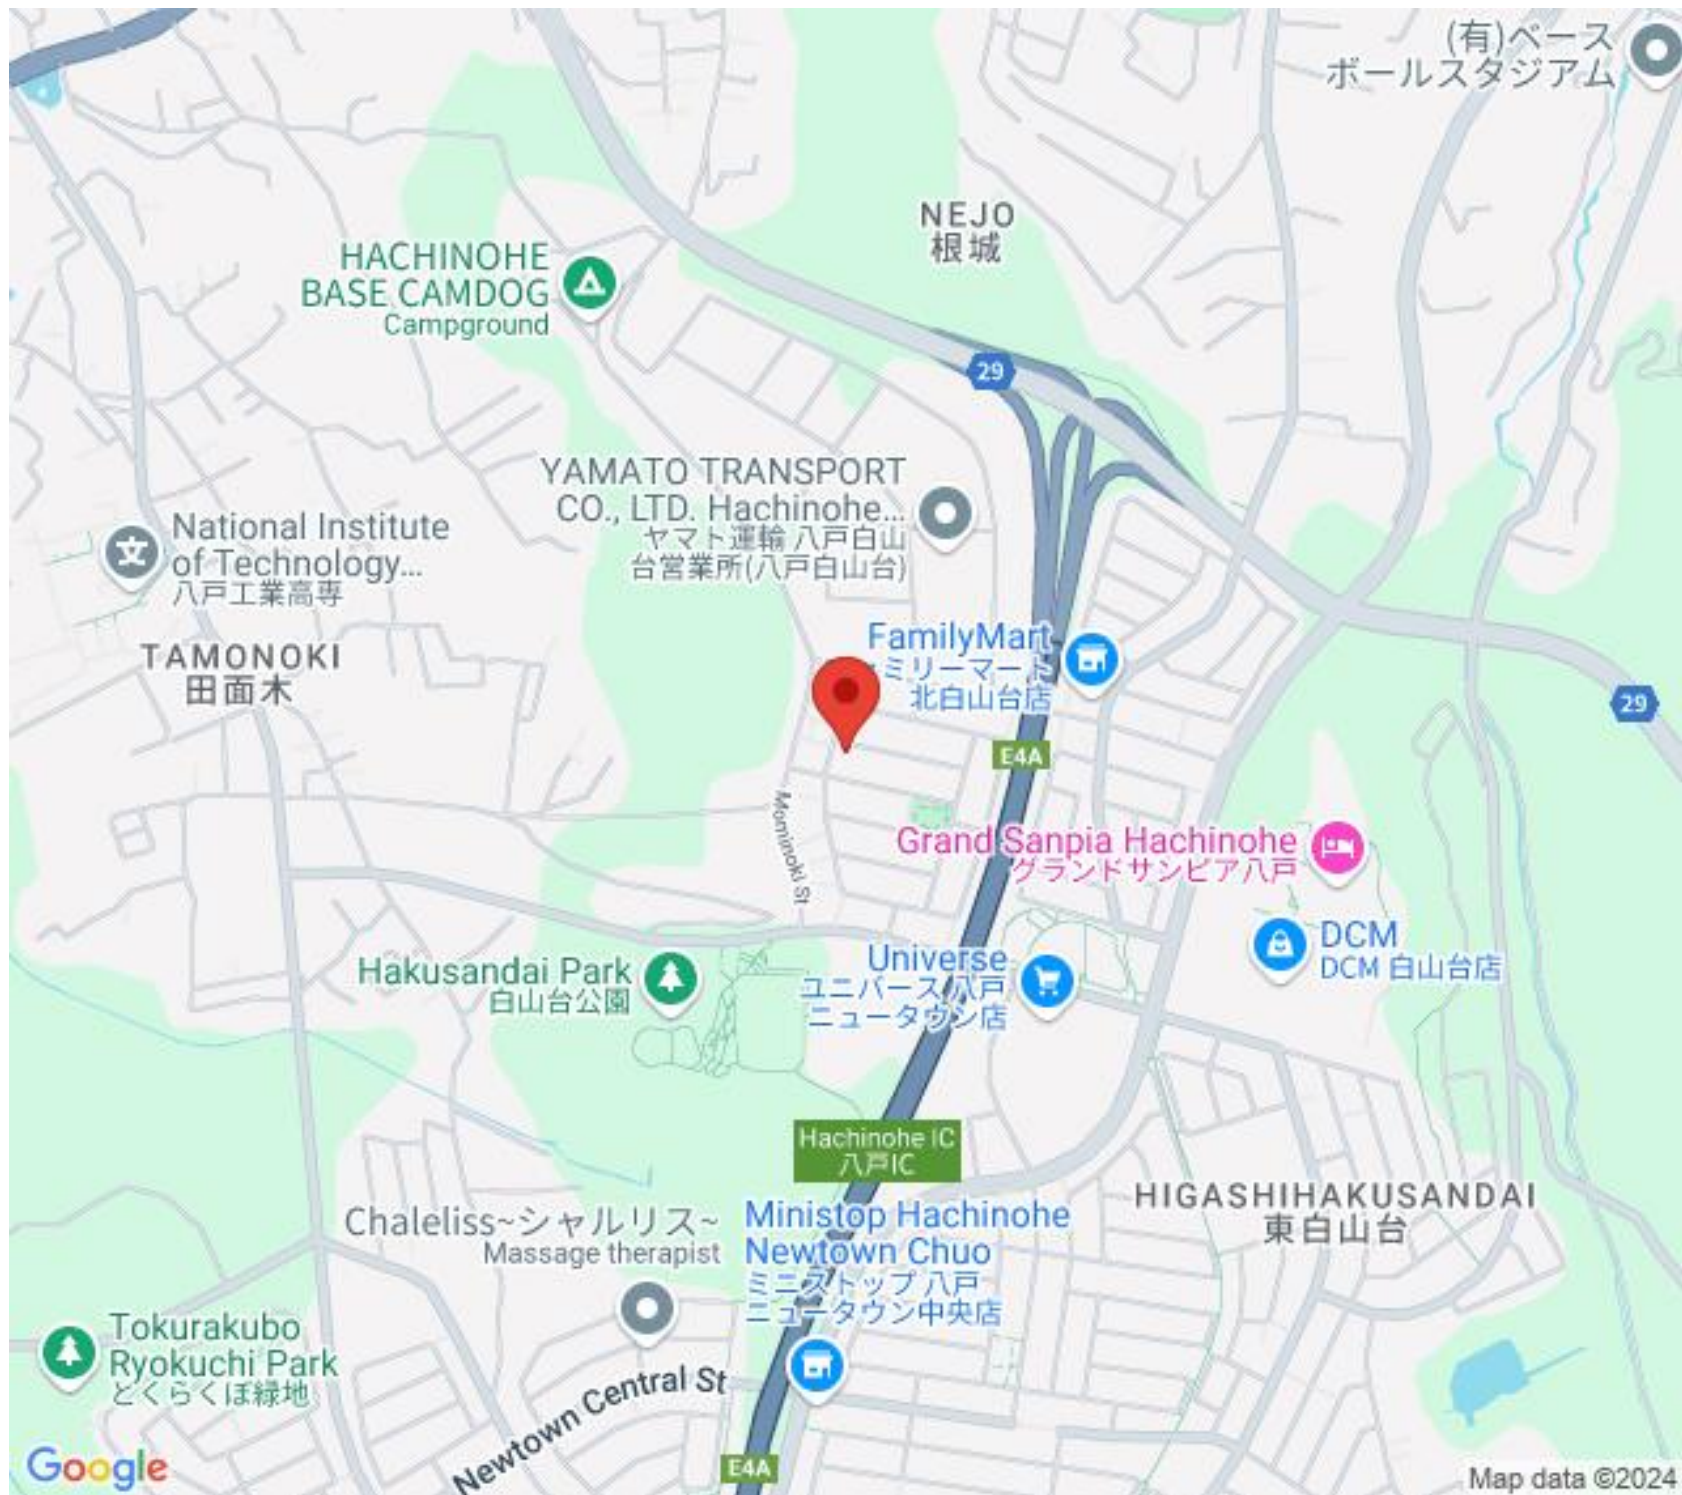 (有)ベース
ボールスタジアム
NEJO
根城
HACHINOHE
BASE CAMDOG
Campground
29
YAMATO TRANSPORT
CO., LTD. Hachinohe...
ヤマト運輸 八戸白山
台営業所(八戸白山台)
National Institute
of Technology...
八戸工業高専
TAMONOKI
田面木
FamilyMart
ミリーマート
北白山台店
29
E4A
Mominoki St
Grand Sanpia Hachinohe
グランドサンピア八戸
DCM
DCM 白山台店
Hakusandai Park
白山台公園
Universe
ユニバース 八戸
ニュータウン店
Hachinohe IC
八戸IC
HIGASHIHAKUSANDAI
東白山台
Chaleliss~シャルリス~
Massage therapist
Ministop Hachinohe
Newtown Chuo
ミニストップ 八戸
ニュータウン中央店
Tokurakubo
Ryokuchi Park
とくらくぼ緑地
Newtown Central St
E4A
Google
Map data ©2024